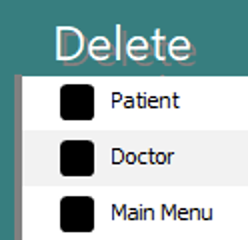 Delete
Patient
Doctor
Main Menu